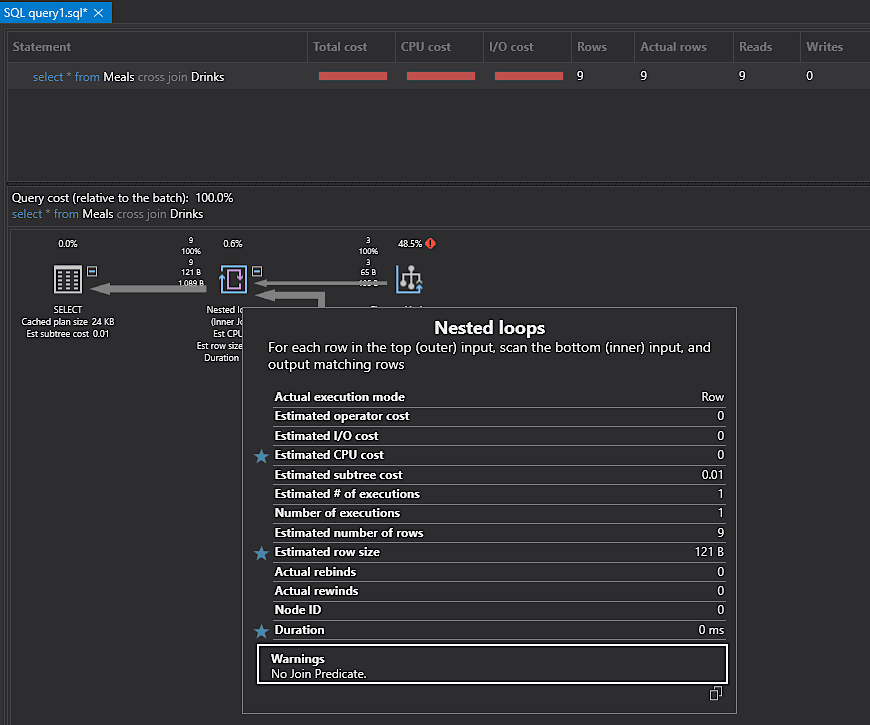 SQL query1.sql*
Statement Total cost CPU cost I/O cost Rows Actual rows Reads Writes
select * from Meals cross join Drinks 9 9 9 0
Query cost (relative to the batch): 100.0%
select * from Meals cross join Drinks
0.0%
SELECT
Cached plan size 24 KB
Est subtree cost 0.01
9
100%
9
121 B
1 089 B
0.6%
Nested lo
(Inner Jo
Est CPU
Est row size
Duration
3
100%
3
65 B
48.5%
Nested loops
For each row in the top (outer) input, scan the bottom (inner) input, and
output matching rows
Actual execution mode Row
Estimated operator cost 0
Estimated I/O cost 0
Estimated CPU cost 0
Estimated subtree cost 0.01
Estimated # of executions 1
Number of executions 1
Estimated number of rows 9
Estimated row size 121 B
Actual rebinds 0
Actual rewinds 0
Node ID 0
Duration 0 ms
Warnings
No Join Predicate.